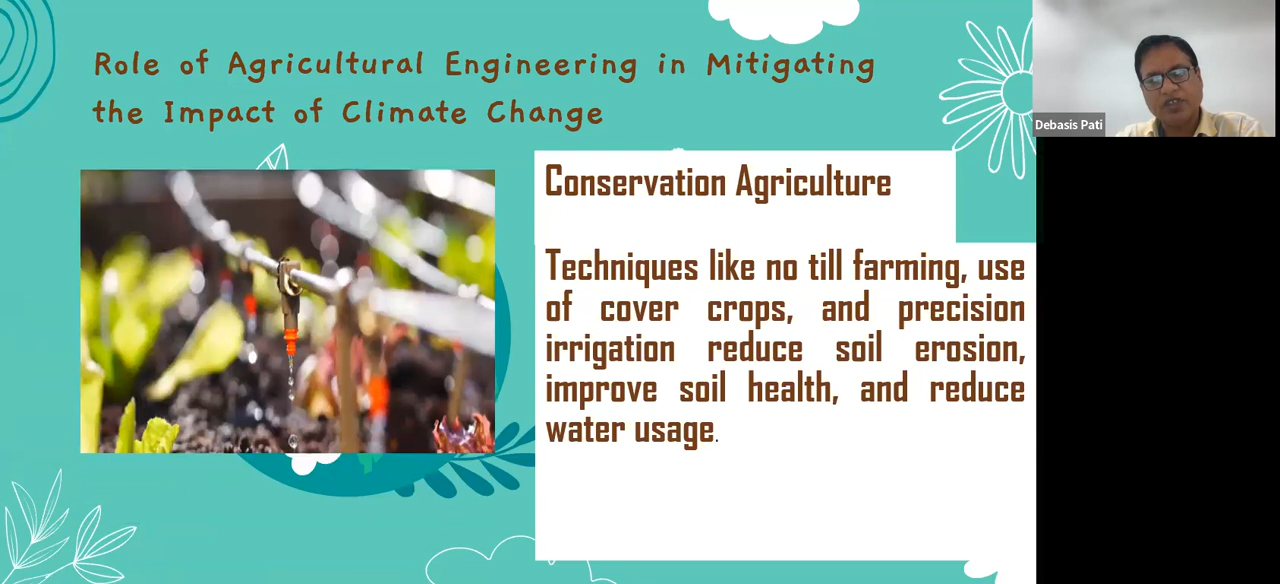 Role of Agricultural Engineering in Mitigating
the Impact of Climate Change
Debasis Pati
Conservation Agriculture
Techniques like no till farming, use
of cover crops, and precision
irrigation reduce soil erosion,
improve soil health, and reduce
water usage.